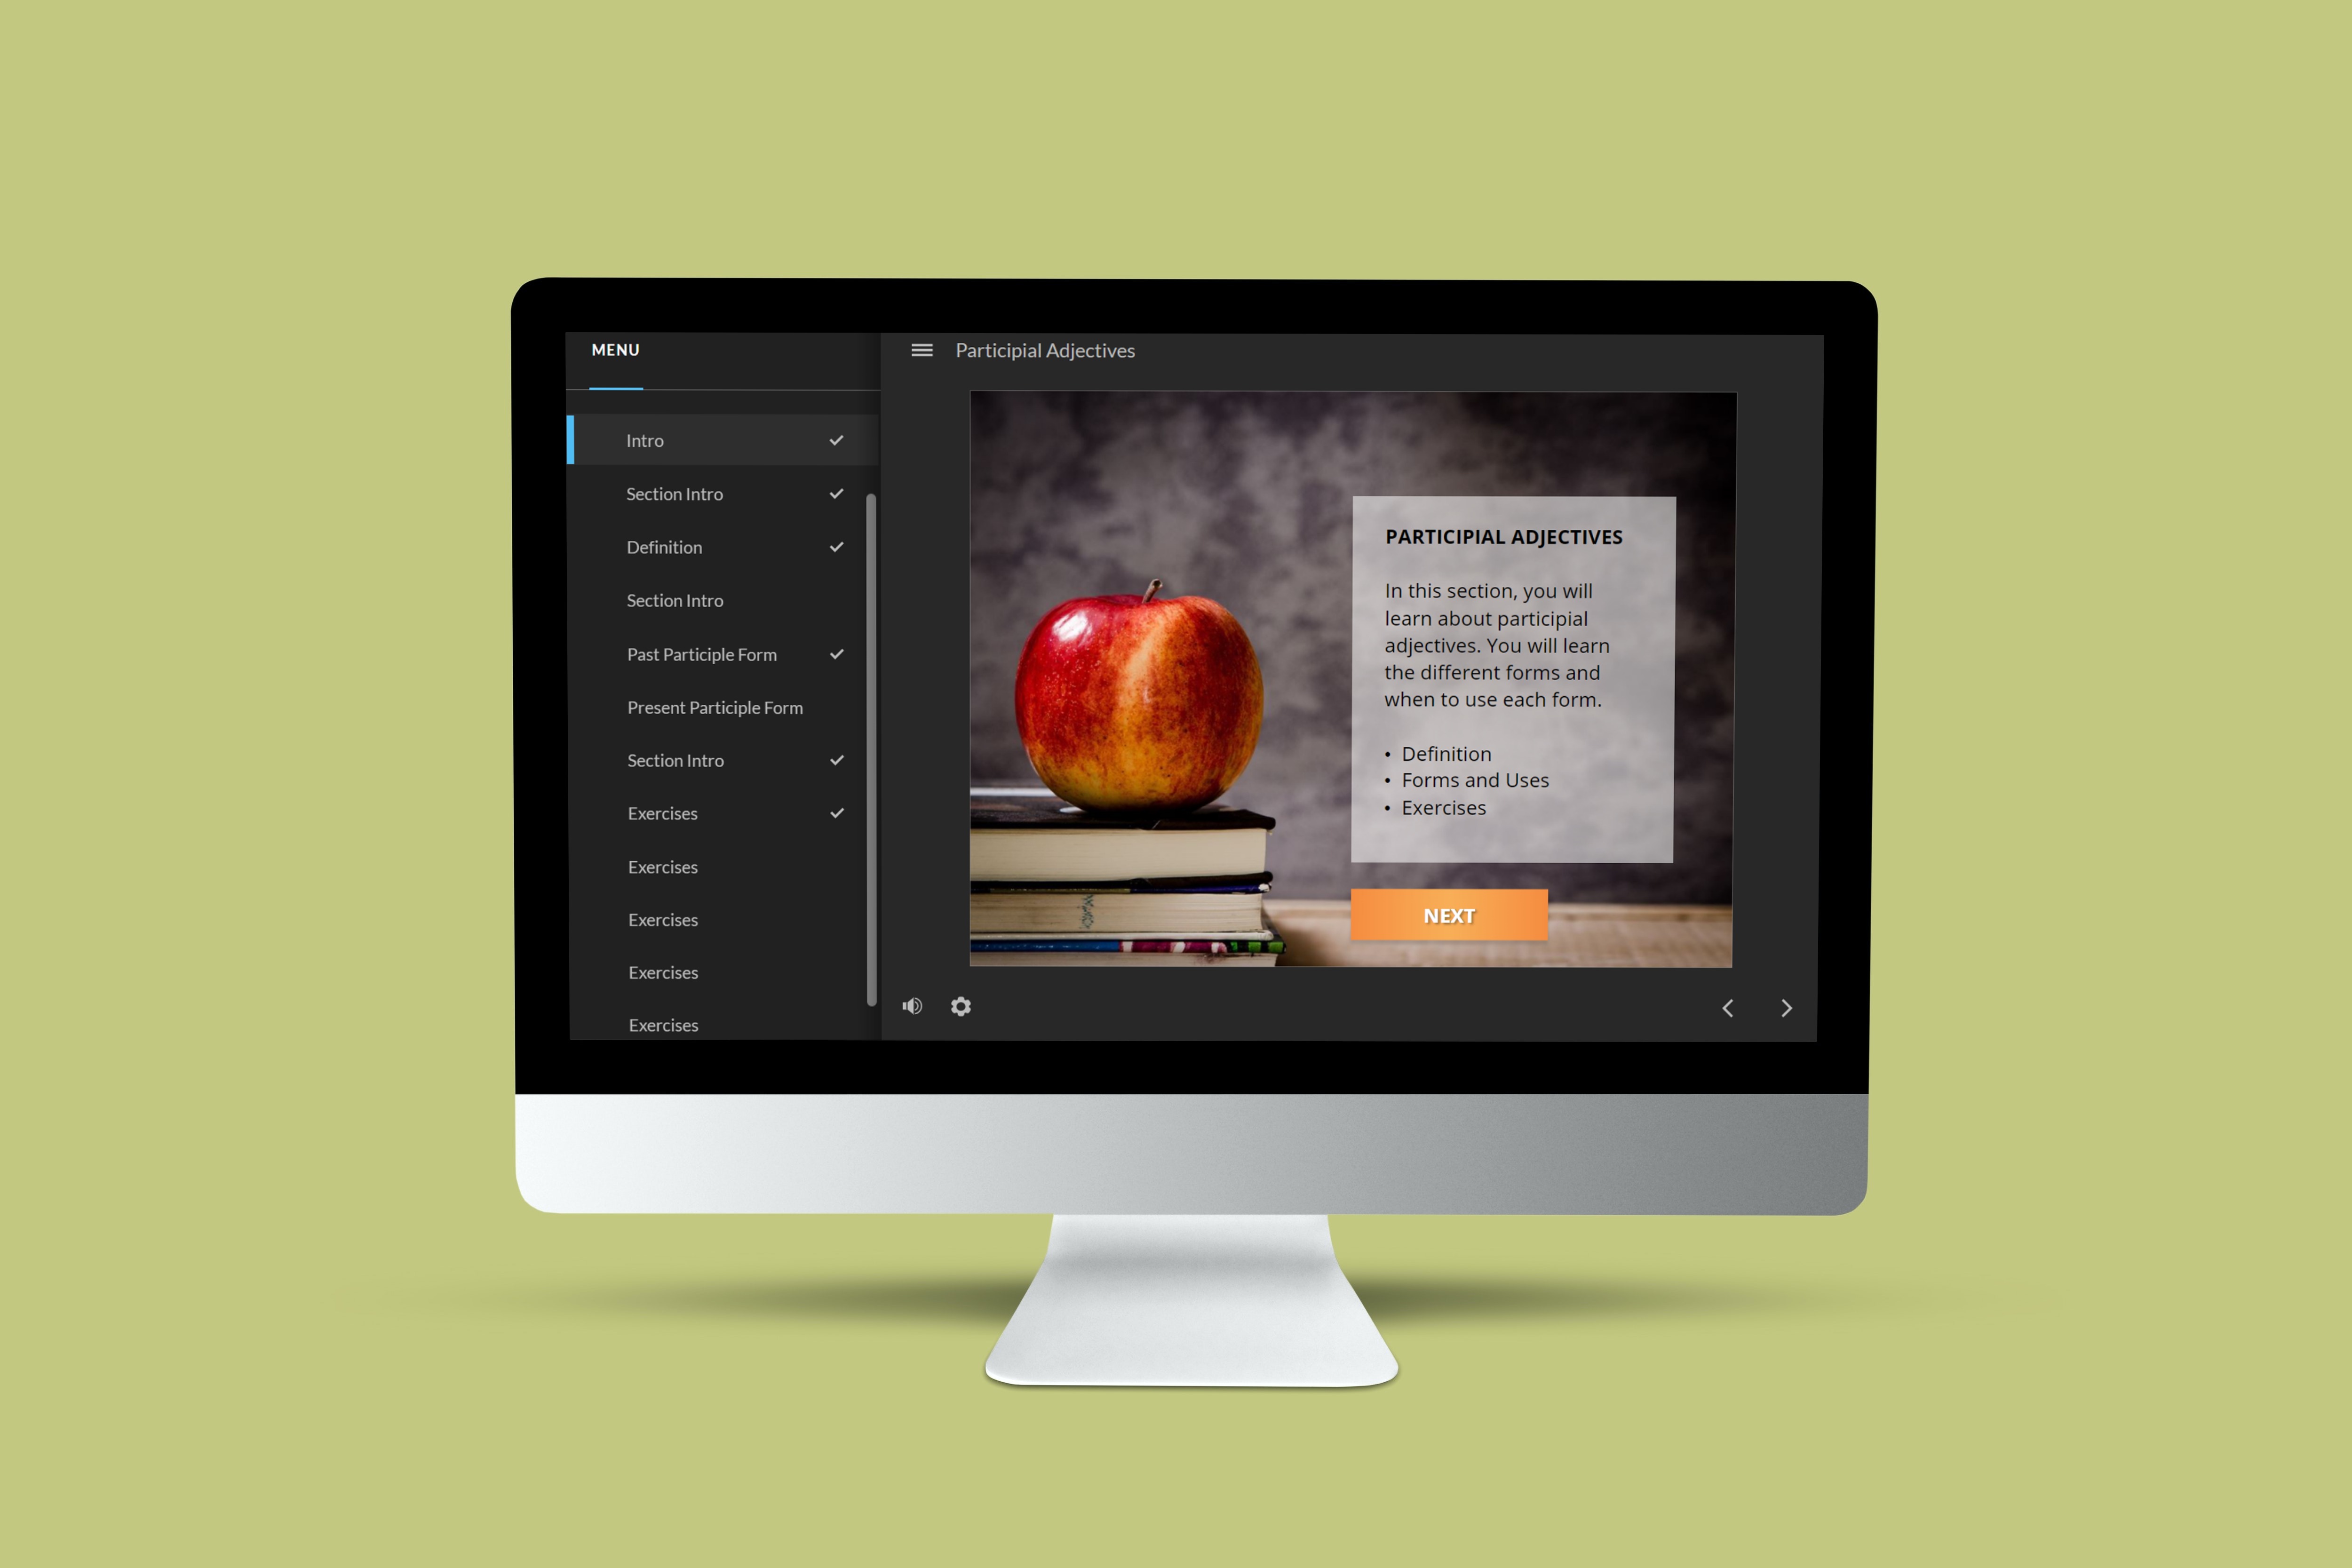 MENU
Intro
Section Intro
Definition
Section Intro
Past Participle Form
Present Participle Form
Section Intro
Exercises
Exercises
Exercises
Exercises
Exercises
Participial Adjectives
PARTICIPIAL ADJECTIVES
In this section, you will
learn about participial
adjectives. You will learn
the different forms and
when to use each form.
• Definition
• Forms and Uses
• Exercises
NEXT